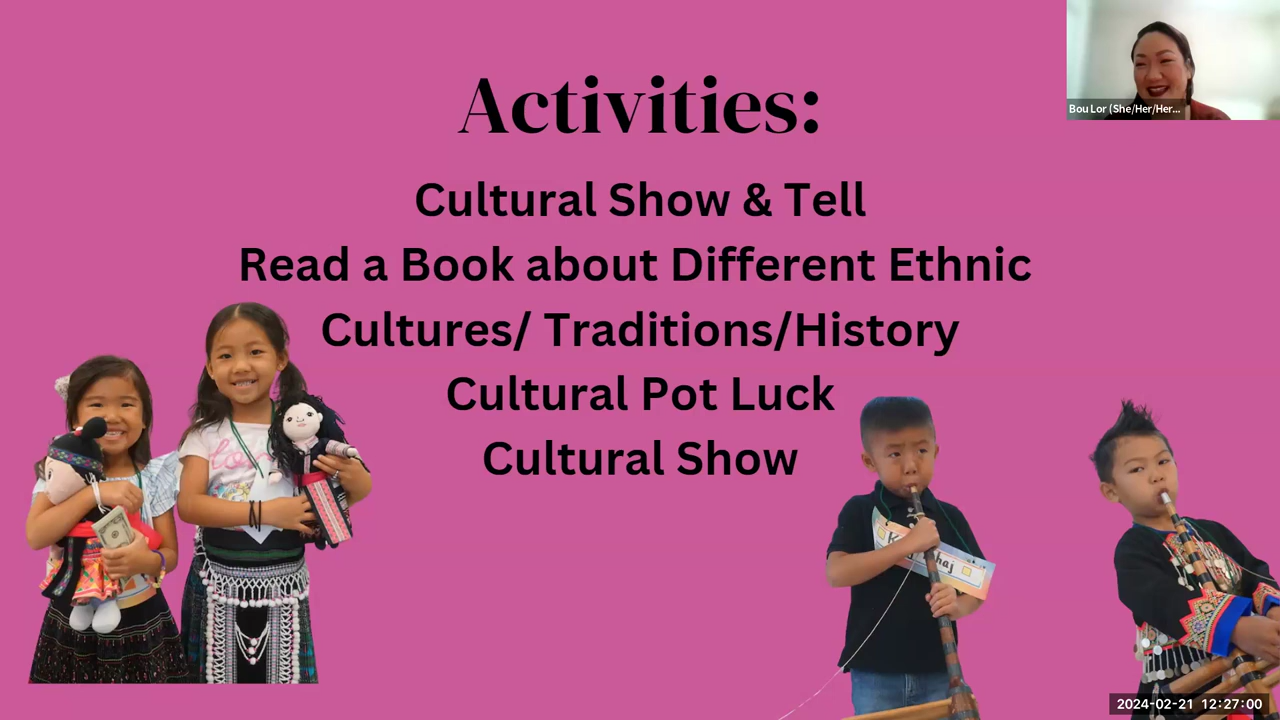 Activities:
Cultural Show & Tell
Read a Book about Different Ethnic
Cultures/ Traditions/History
Cultural Pot Luck
Cultural Show
Bou Lor (She/Her/Her...
2024-02-21 12:27:00